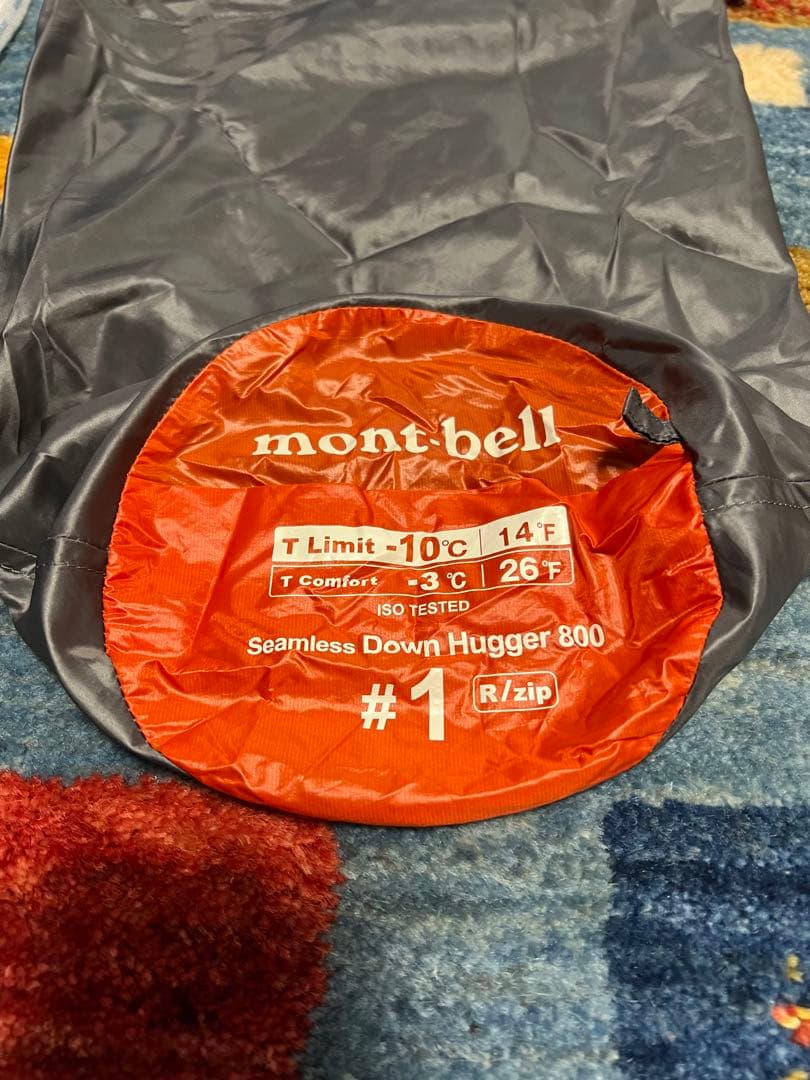 mont-bell
T Limit -10℃ | 14°F
T Comfort -3℃ | 26°F
ISO TESTED
Seamless Down Hugger 800
#1 R/zip